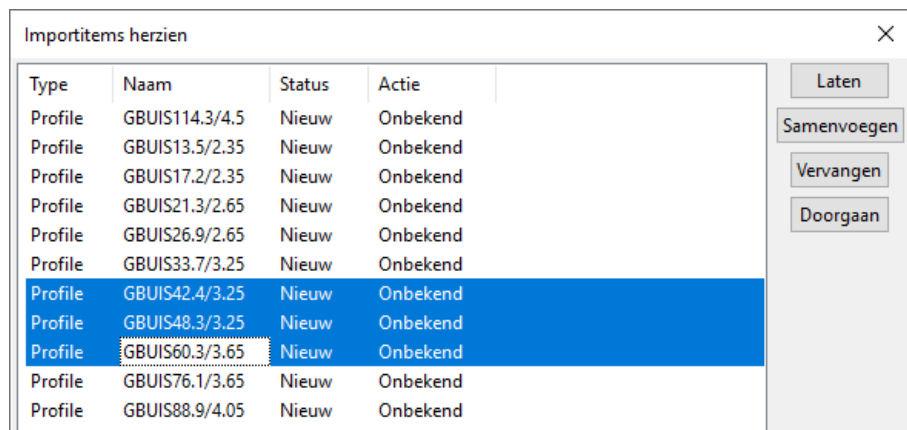 Importitems herzien
Type Naam Status Actie
Profile GBUIS114.3/4.5 Nieuw Onbekend
Profile GBUIS13.5/2.35 Nieuw Onbekend
Profile GBUIS17.2/2.35 Nieuw Onbekend
Profile GBUIS21.3/2.65 Nieuw Onbekend
Profile GBUIS26.9/2.65 Nieuw Onbekend
Profile GBUIS33.7/3.25 Nieuw Onbekend
Profile GBUIS42.4/3.25 Nieuw Onbekend
Profile GBUIS48.3/3.25 Nieuw Onbekend
Profile GBUIS60.3/3.65 Nieuw Onbekend
Profile GBUIS76.1/3.65 Nieuw Onbekend
Profile GBUIS88.9/4.05 Nieuw Onbekend
Laten
Samenvoegen
Vervangen
Doorgaan